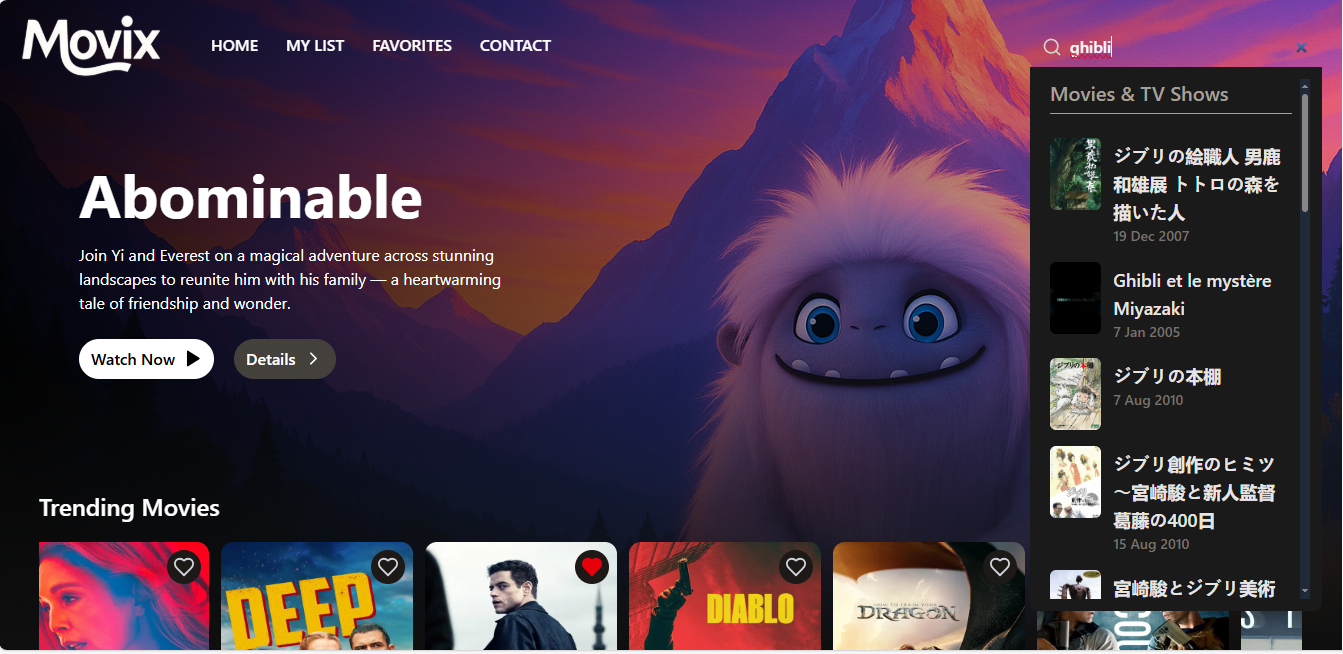 Movix
HOME
MY LIST
FAVORITES
CONTACT
ghibli
Movies & TV Shows
ジブリの絵職人 男鹿
和雄展 トトロの森を
描いた人
19 Dec 2007
Ghibli et le mystère
Miyazaki
7 Jan 2005
ジブリの本棚
7 Aug 2010
ジブリ創作のヒミツ
～宮崎駿と新人監督
葛藤の400日
15 Aug 2010
宮崎駿とジブリ美術
Abominable
Join Yi and Everest on a magical adventure across stunning
landscapes to reunite him with his family — a heartwarming
tale of friendship and wonder.
Watch Now
Details
Trending Movies
DEEP
DIABLO
HOW TO TRAIN YOUR
DRAGON